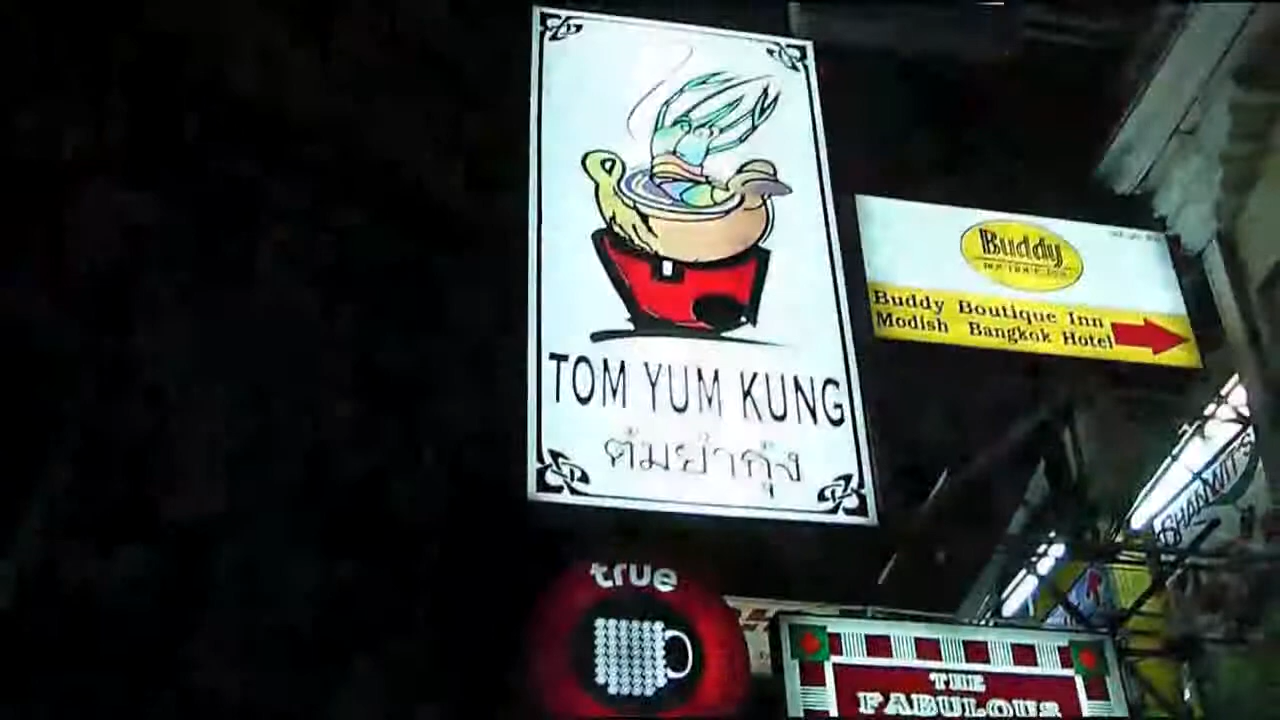 TOM YUM KUNG
ต้มยำกุ้ง
Buddy
Buddy Boutique Inn
Modish Bangkok Hotel
true
THE
FABULOUS